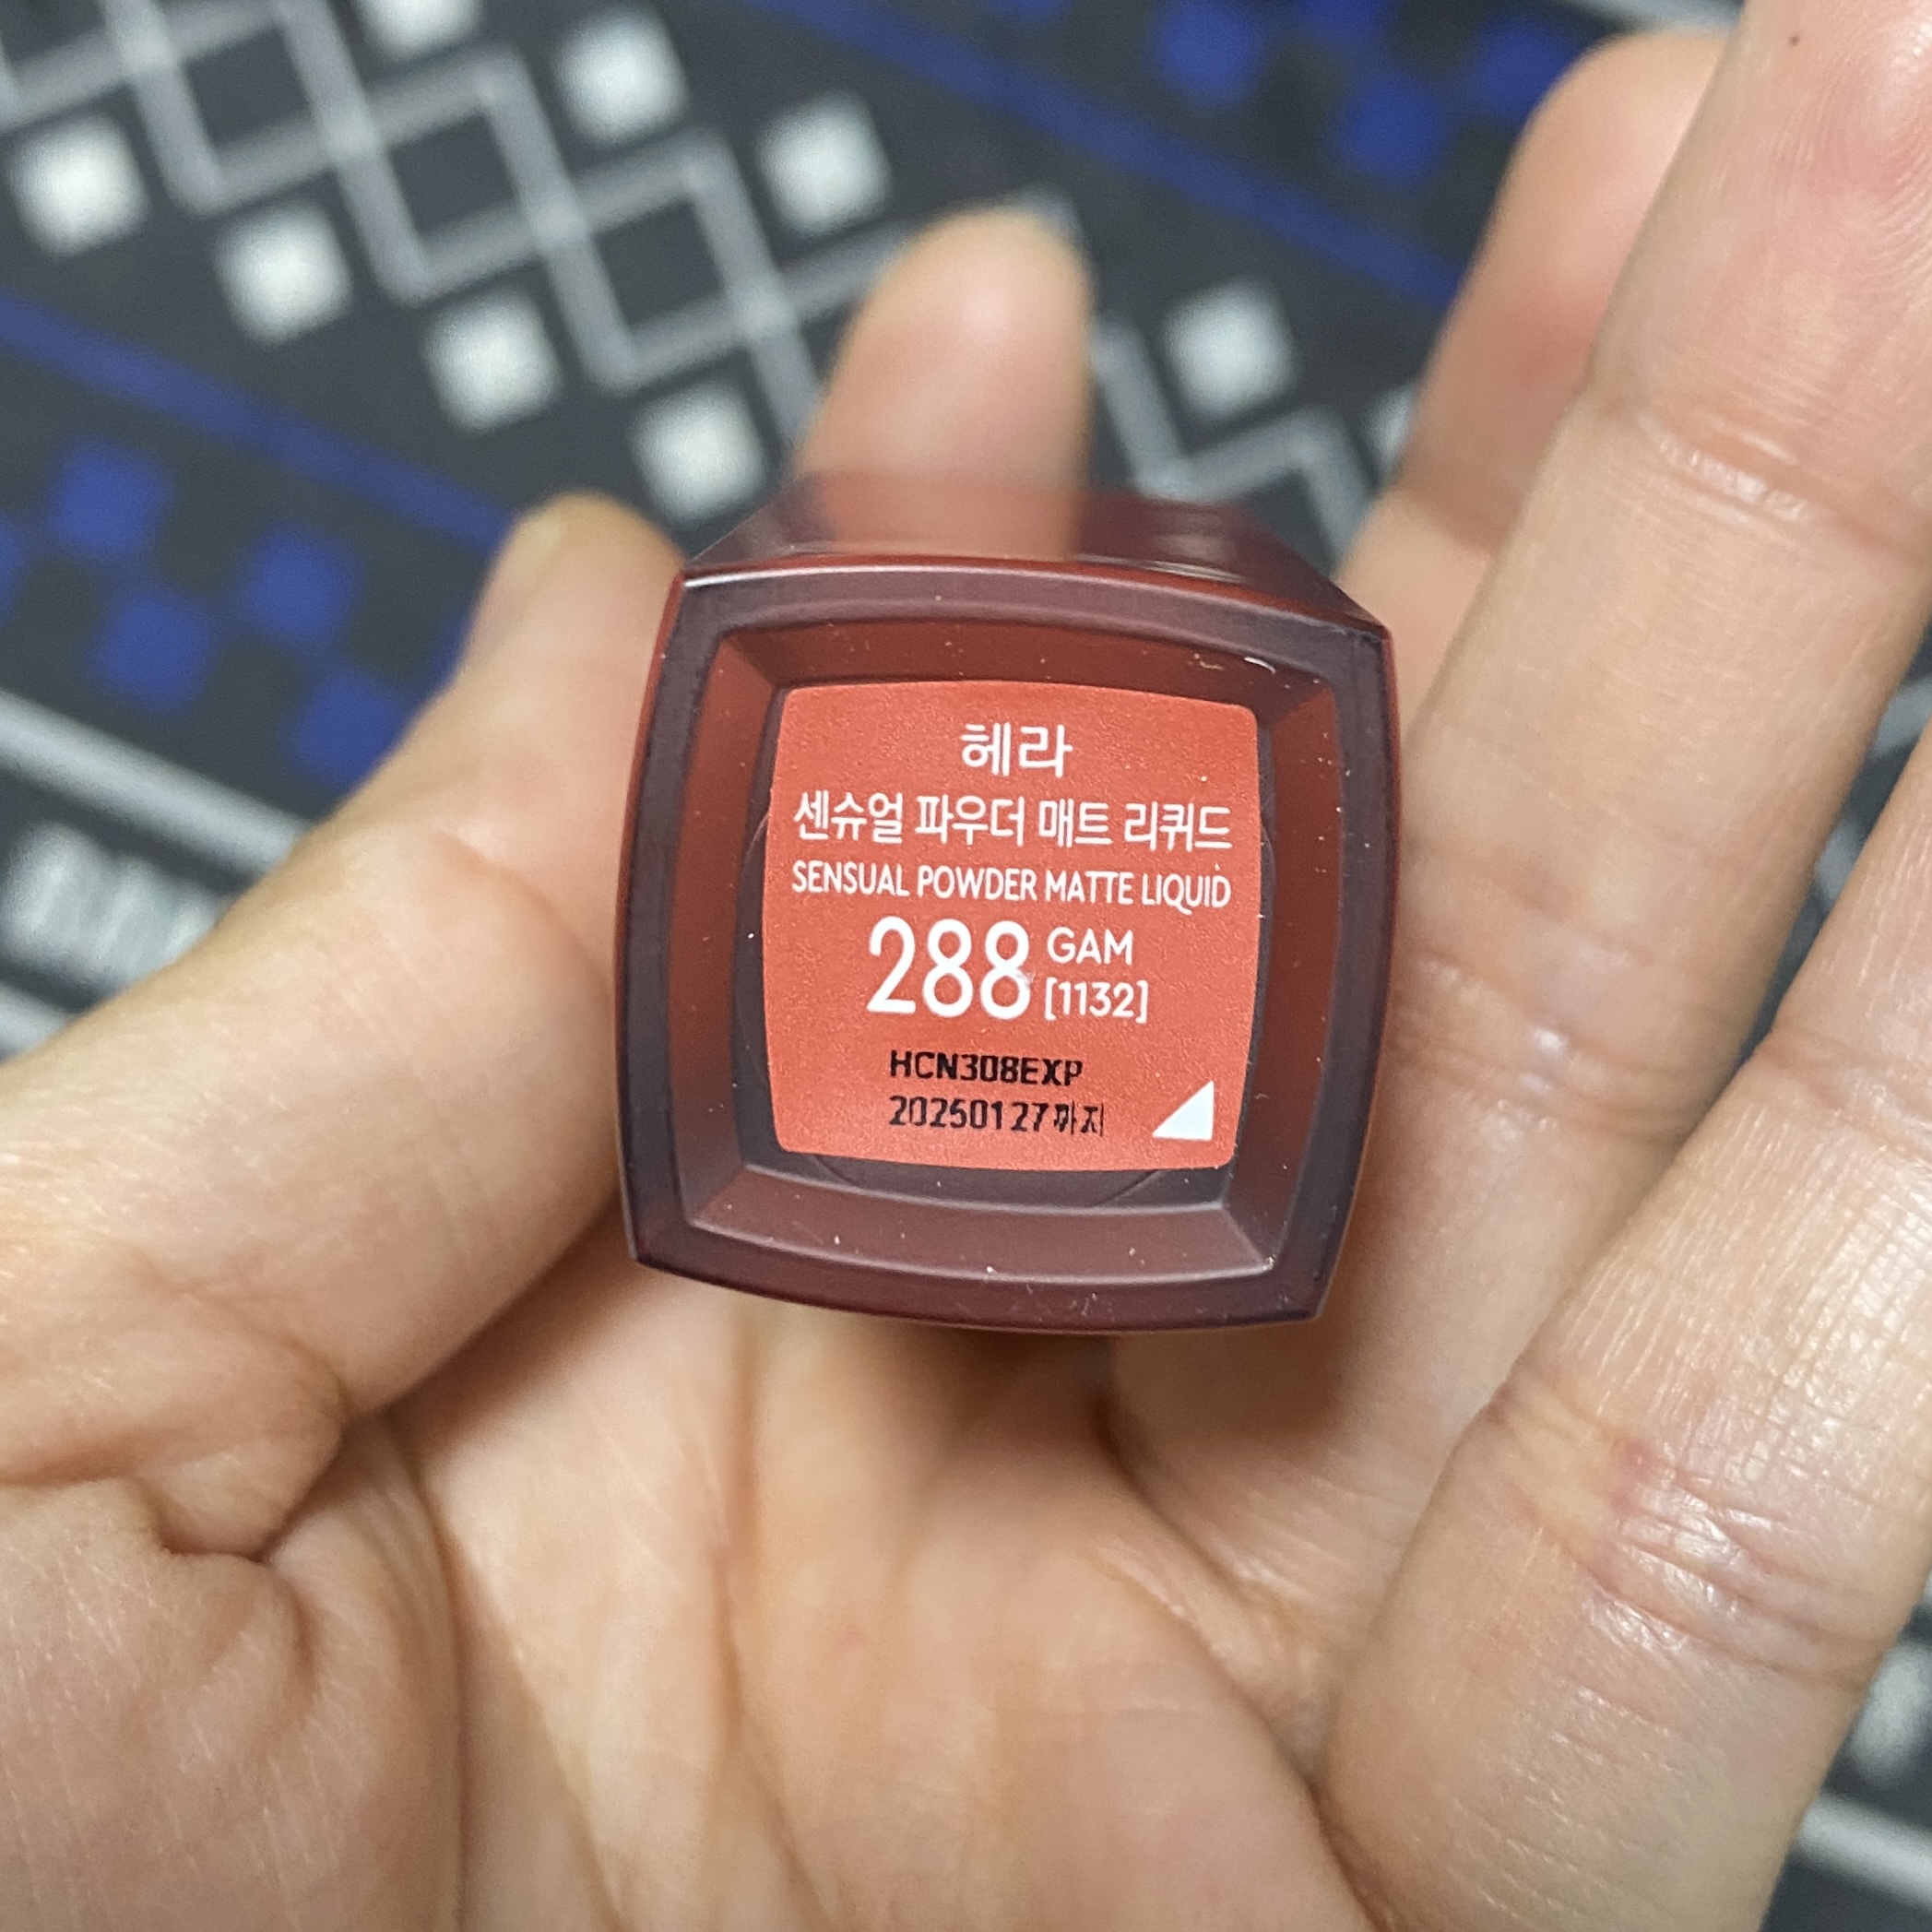 헤라
센슈얼 파우더 매트 리퀴드
SENSUAL POWDER MATTE LIQUID
288 GAM
[1132]
HCN308EXP
20250127까지